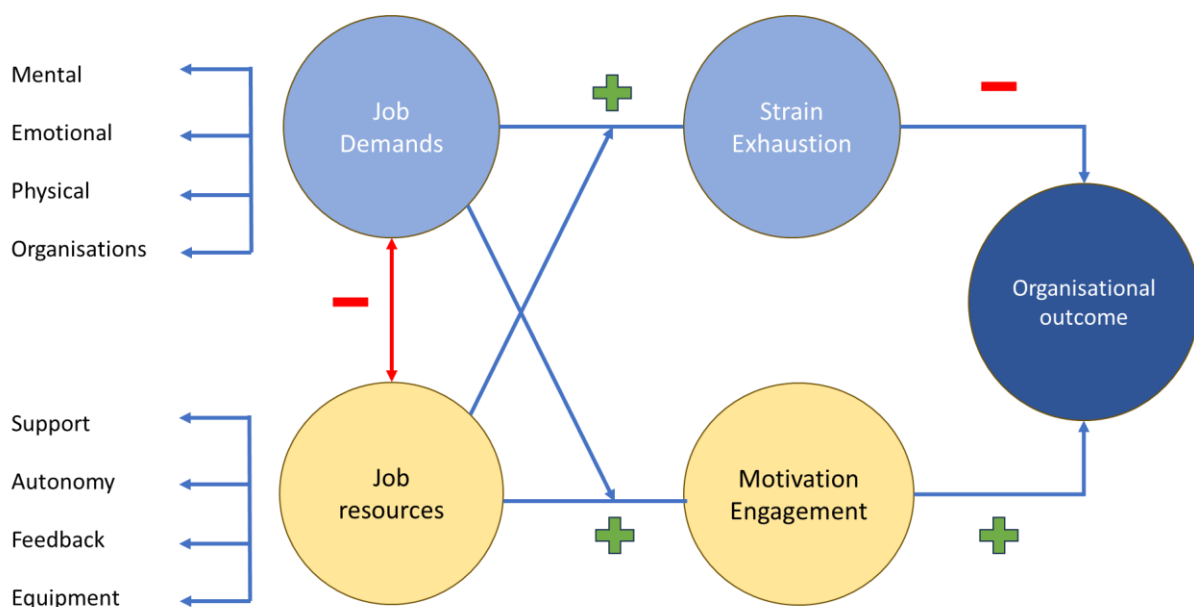 Mental
Emotional
Physical
Organisations
Job
Demands
Strain
Exhaustion
Organisational
outcome
Support
Autonomy
Feedback
Equipment
Job
resources
Motivation
Engagement